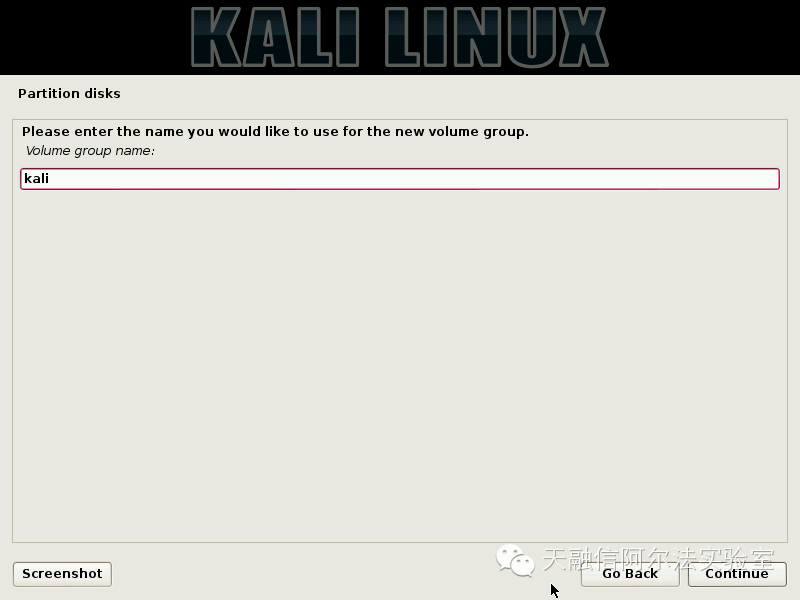 KALI LINUX
Partition disks
Please enter the name you would like to use for the new volume group.
Volume group name:
kali
天融信阿尔法实验室
Screenshot
Go Back
Continue